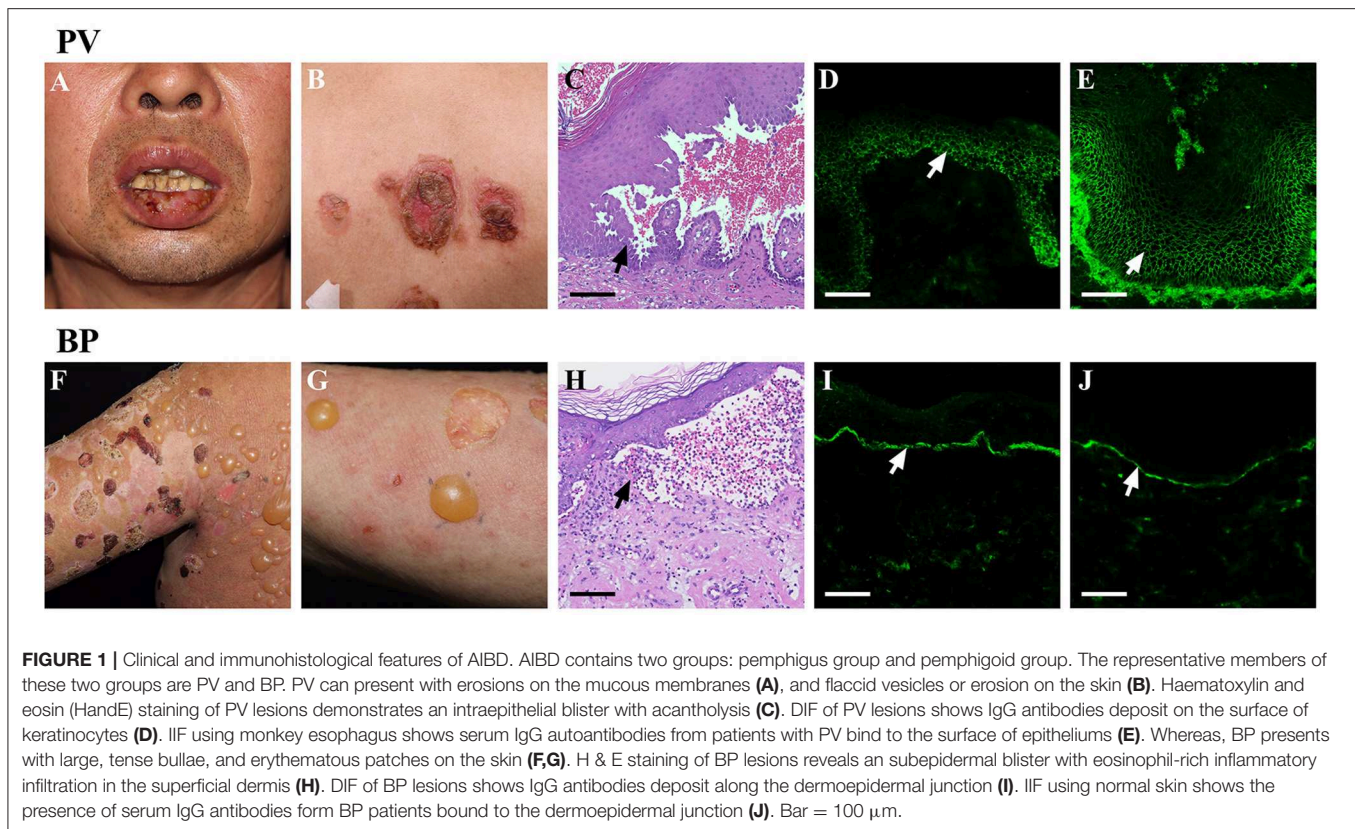 PV
A
B
C
D
E
BP
F
G
H
I
J
FIGURE 1 | Clinical and immunohistological features of AIBD. AIBD contains two groups: pemphigus group and pemphigoid group. The representative members of
these two groups are PV and BP. PV can present with erosions on the mucous membranes (A), and flaccid vesicles or erosion on the skin (B). Haematoxylin and
eosin (HandE) staining of PV lesions demonstrates an intraepithelial blister with acantholysis (C). DIF of PV lesions shows IgG antibodies deposit on the surface of
keratinocytes (D). IIF using monkey esophagus shows serum IgG autoantibodies from patients with PV bind to the surface of epitheliums (E). Whereas, BP presents
with large, tense bullae, and erythematous patches on the skin (F,G). H & E staining of BP lesions reveals an subepidermal blister with eosinophil-rich inflammatory
infiltration in the superficial dermis (H). DIF of BP lesions shows IgG antibodies deposit along the dermoepidermal junction (I). IIF using normal skin shows the
presence of serum IgG antibodies form BP patients bound to the dermoepidermal junction (J). Bar = 100 μm.